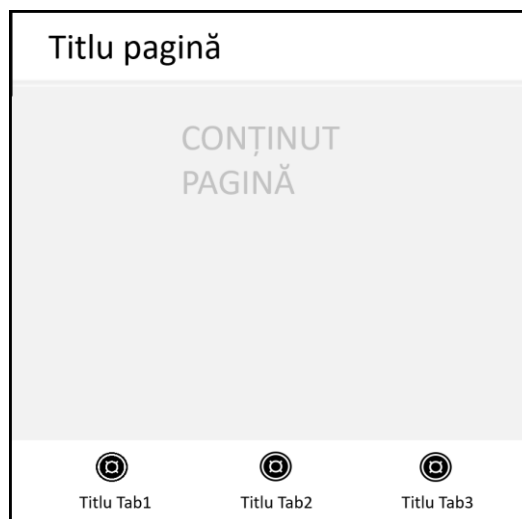 Titlu pagină
CONȚINUT
PAGINĂ
Titlu Tab1 Titlu Tab2 Titlu Tab3